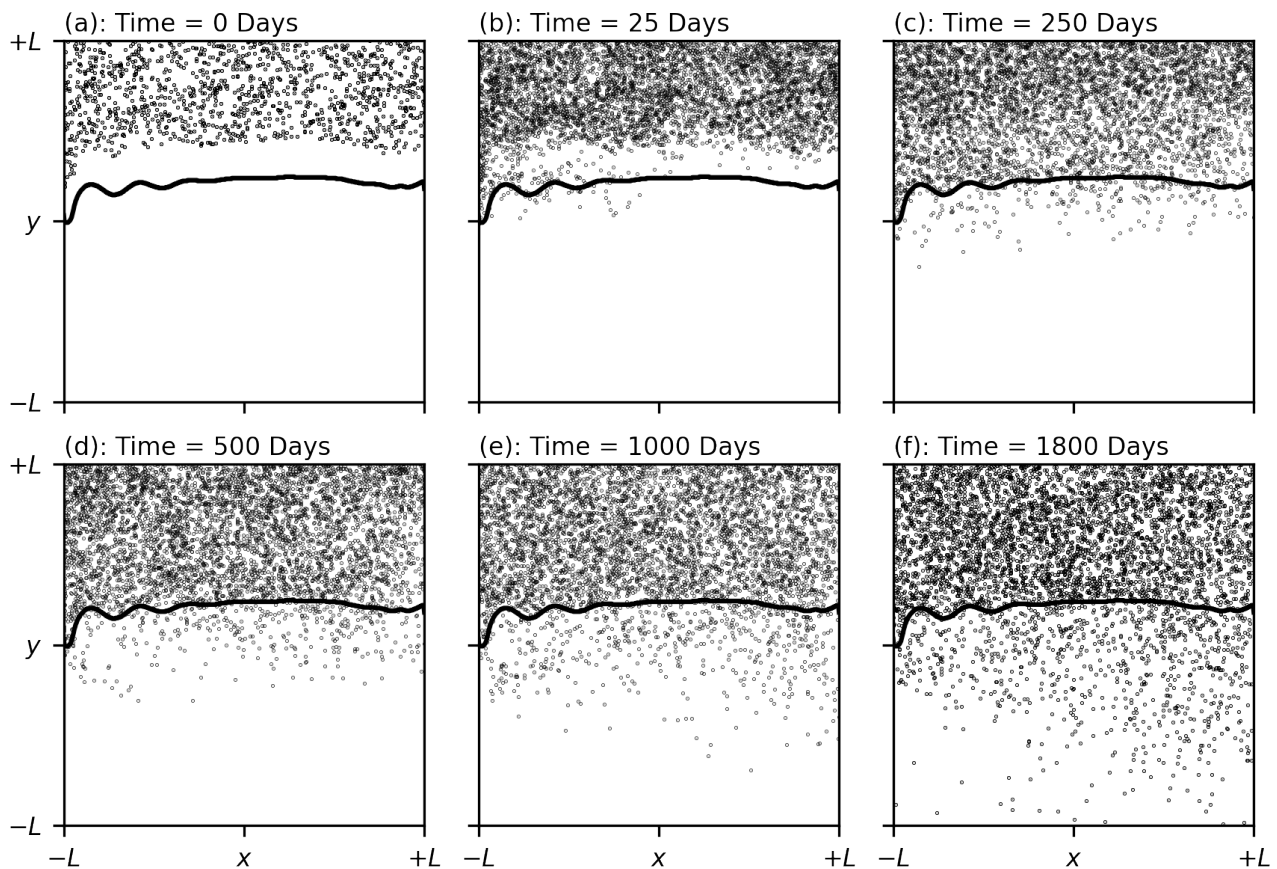 (a): Time = 0 Days
(b): Time = 25 Days
(c): Time = 250 Days
+L
y
−L
(d): Time = 500 Days
(e): Time = 1000 Days
(f): Time = 1800 Days
+L
y
−L
−L x +L −L x +L −L x +L